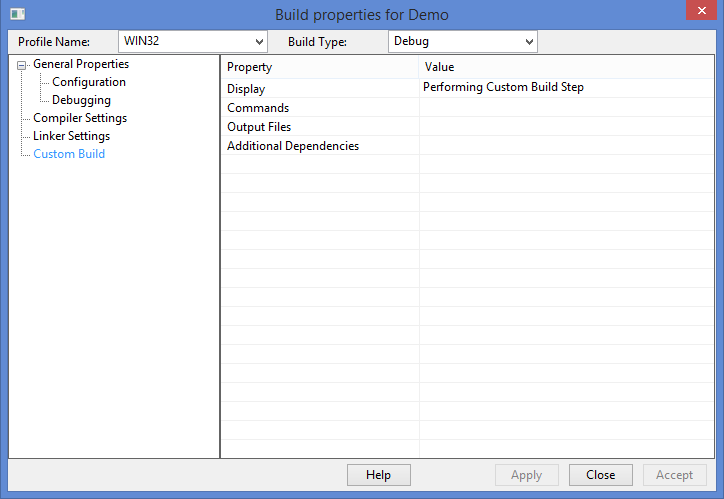 Build properties for Demo
Profile Name: WIN32 Build Type: Debug
General Properties
Configuration
Debugging
Compiler Settings
Linker Settings
Custom Build
Property Value
Display Performing Custom Build Step
Commands
Output Files
Additional Dependencies
Help Apply Close Accept